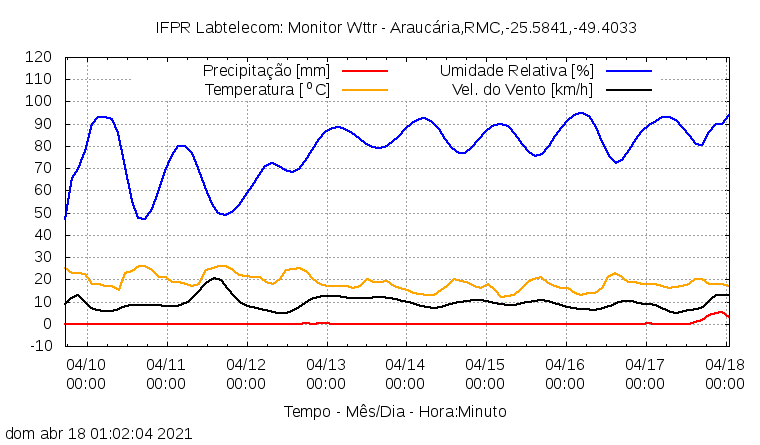 IFPR Labtelecom: Monitor Wttr - Araucária,RMC,-25.5841,-49.4033
120
110
100
90
80
70
60
50
40
30
20
10
0
-10
Precipitação [mm]
Temperatura [ ⁰C]
Umidade Relativa [%]
Vel. do Vento [km/h]
04/10 04/11 04/12 04/13 04/14 04/15 04/16 04/17 04/18
00:00 00:00 00:00 00:00 00:00 00:00 00:00 00:00 00:00
Tempo - Mês/Dia - Hora:Minuto
dom abr 18 01:02:04 2021